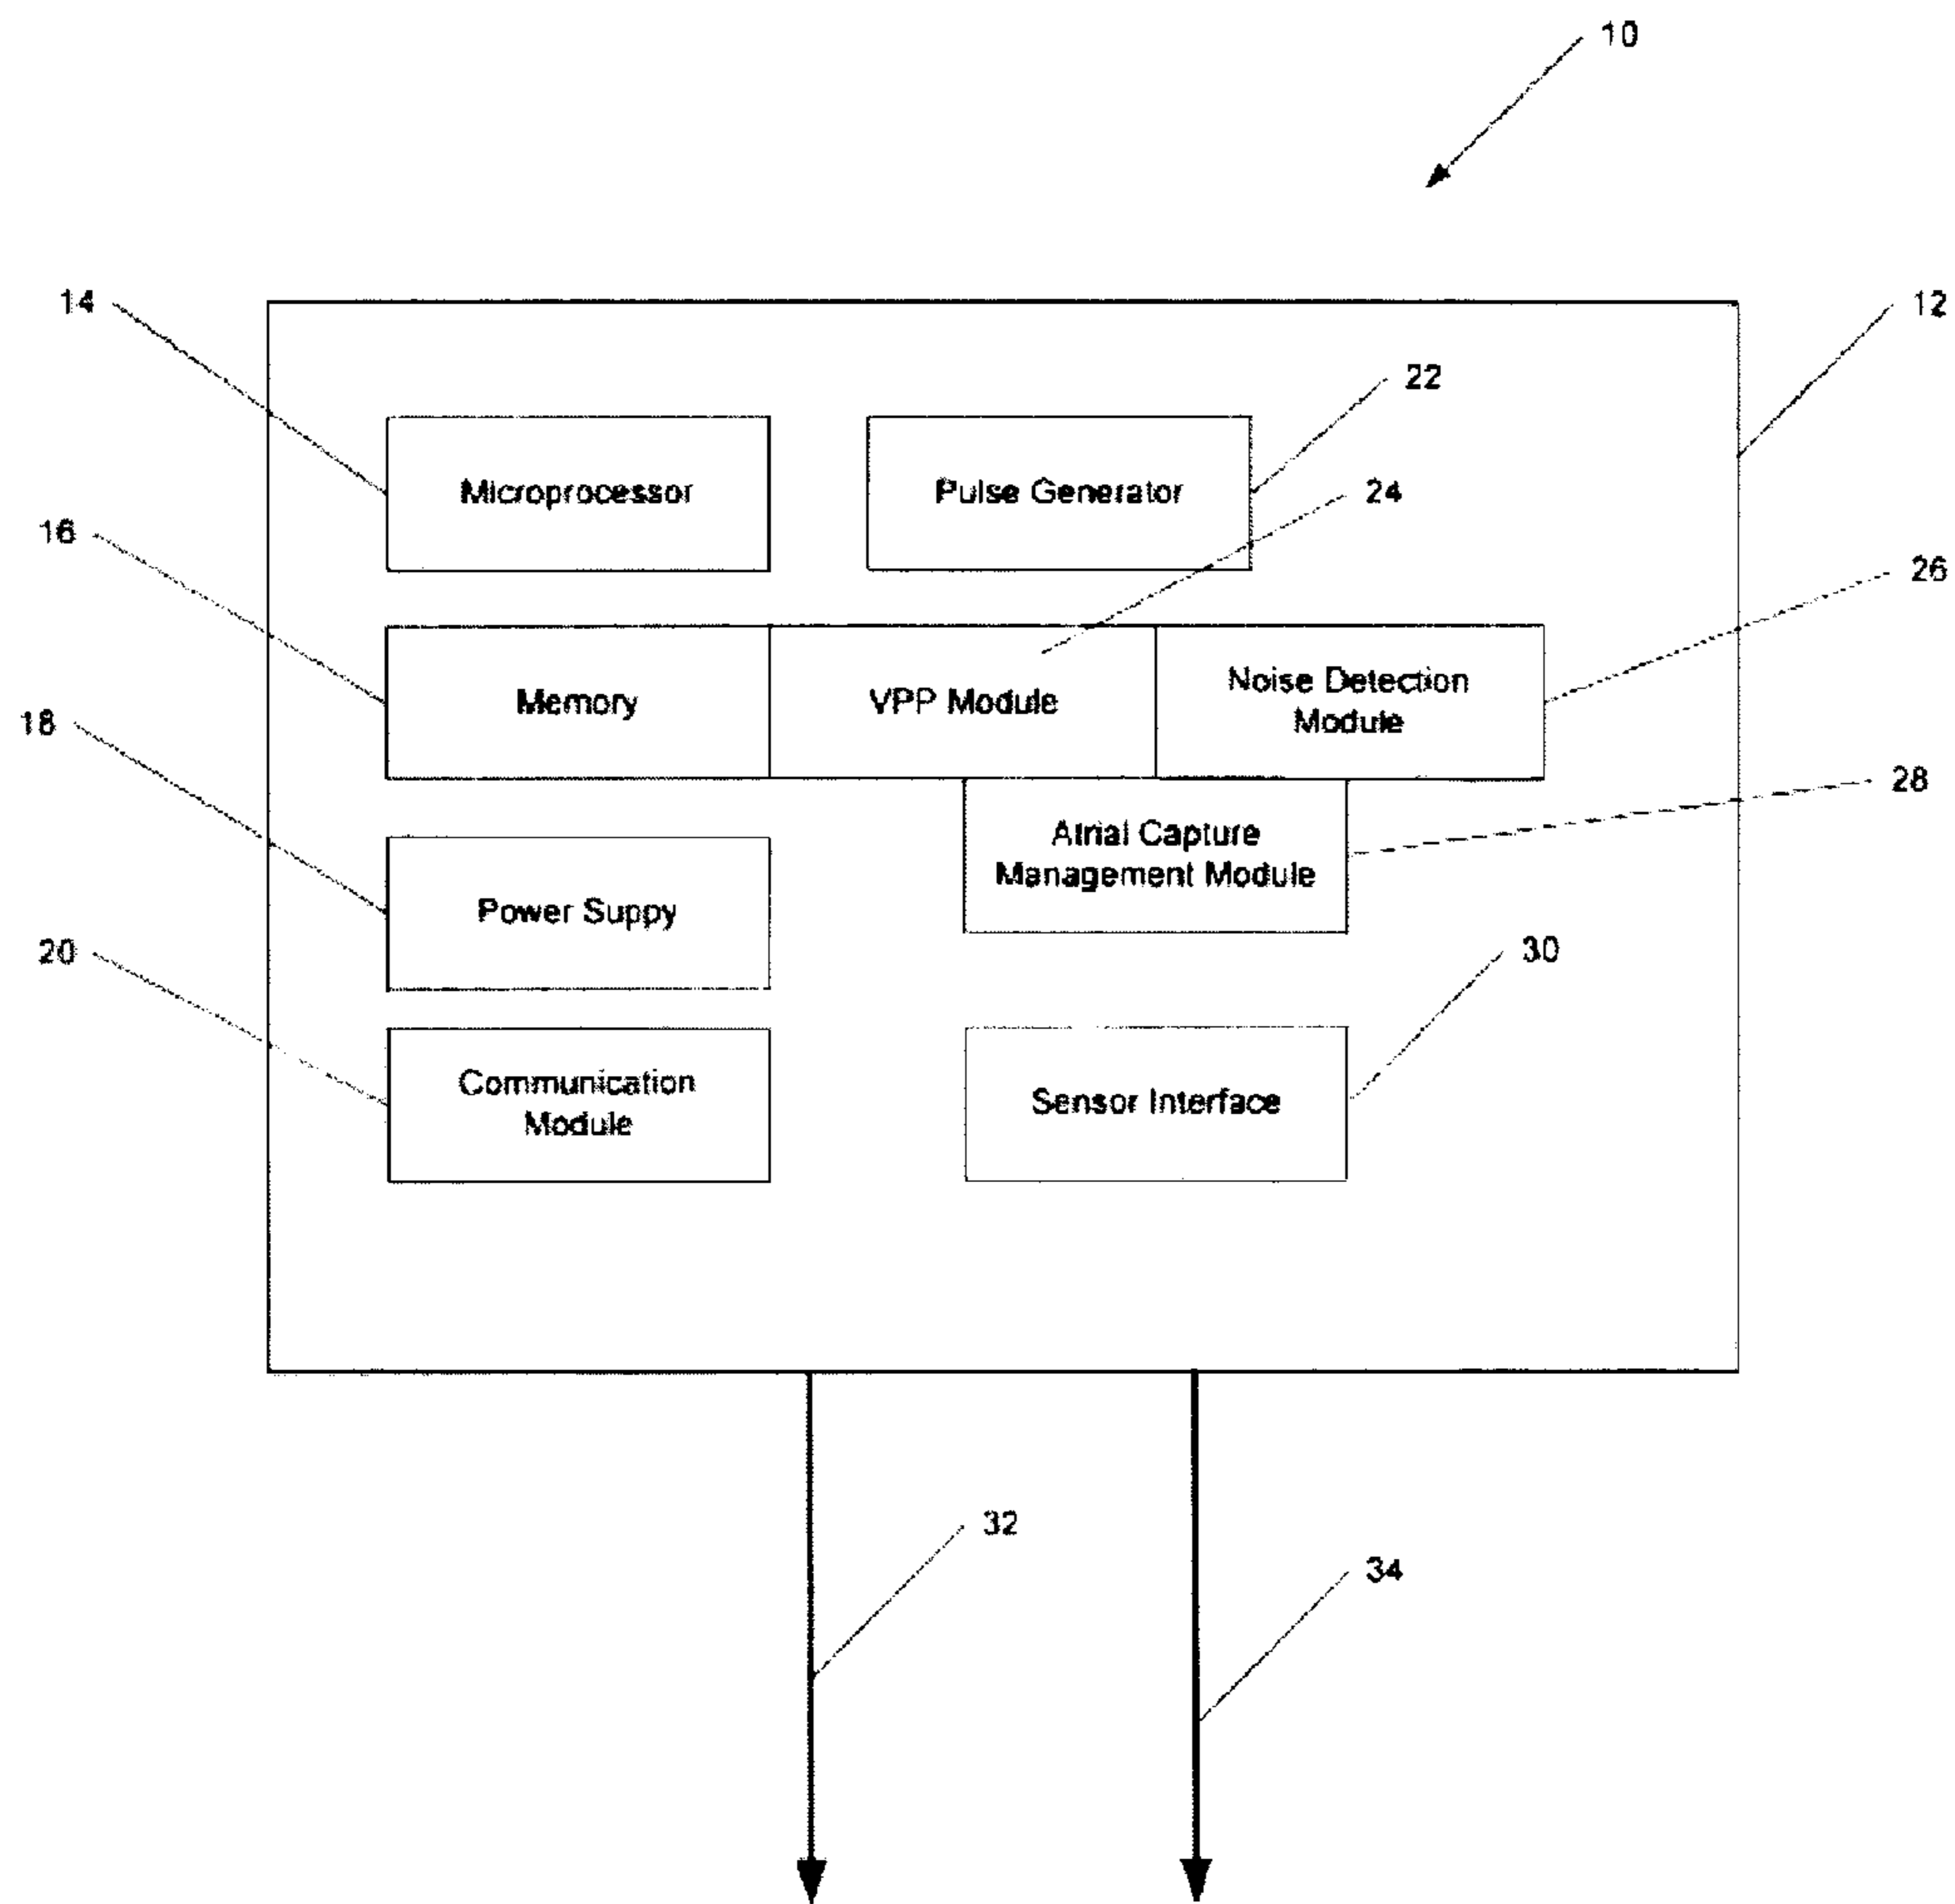 10
14
12
22
Microprocessor
Pulse Generator
24
16
26
Memory
VPP Module
Noise Detection
Module
18
28
Atrial Capture
Management Module
Power Suppy
20
30
Communication
Module
Sensor Interface
32
34